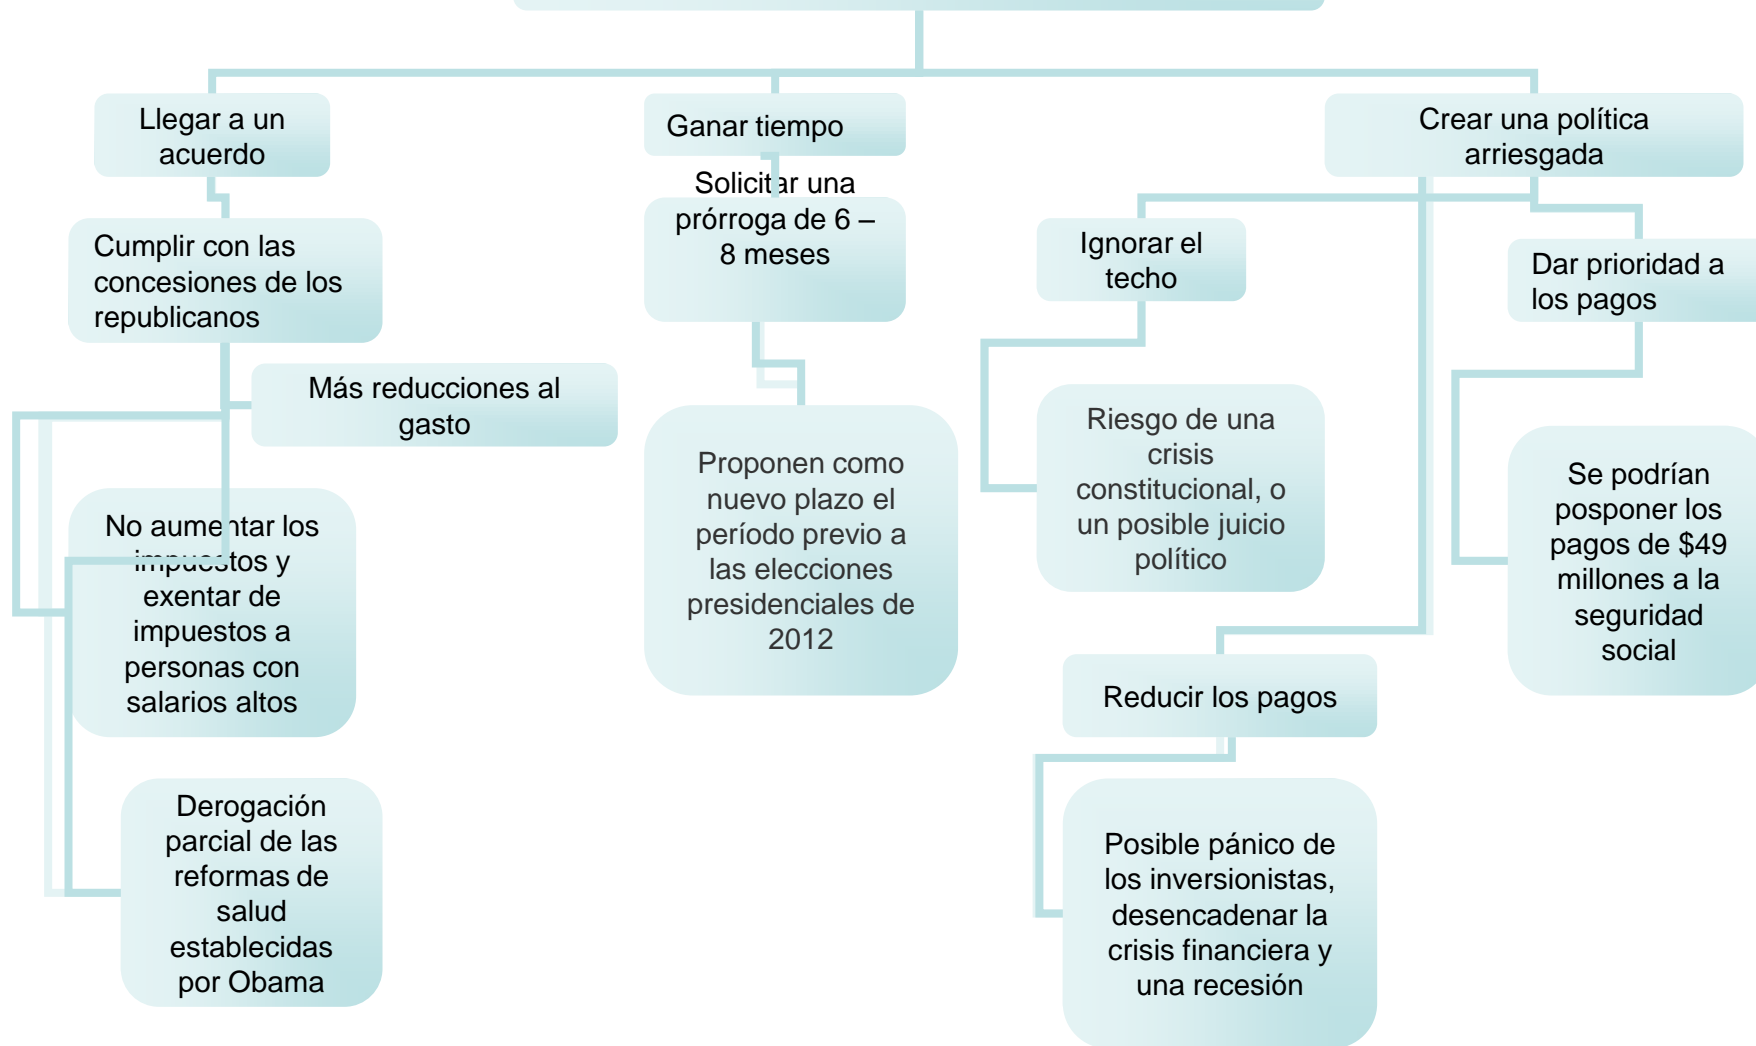 Llegar a un
acuerdo
Cumplir con las
concesiones de los
republicanos
Más reducciones al
gasto
No aumentar los
impuestos y
exentar de
impuestos a
personas con
salarios altos
Derogación
parcial de las
reformas de
salud
establecidas
por Obama
Ganar tiempo
Solicitar una
prórroga de 6 –
8 meses
Proponen como
nuevo plazo el
período previo a
las elecciones
presidenciales de
2012
Crear una política
arriesgada
Ignorar el
techo
Riesgo de una
crisis
constitucional, o
un posible juicio
político
Dar prioridad a
los pagos
Se podrían
posponer los
pagos de $49
millones a la
seguridad
social
Reducir los pagos
Posible pánico de
los inversionistas,
desencadenar la
crisis financiera y
una recesión